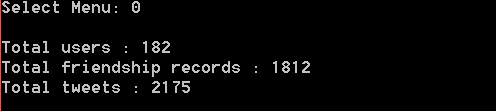 Select Menu: 0
Total users : 182
Total friendship records : 1812
Total tweets : 2175